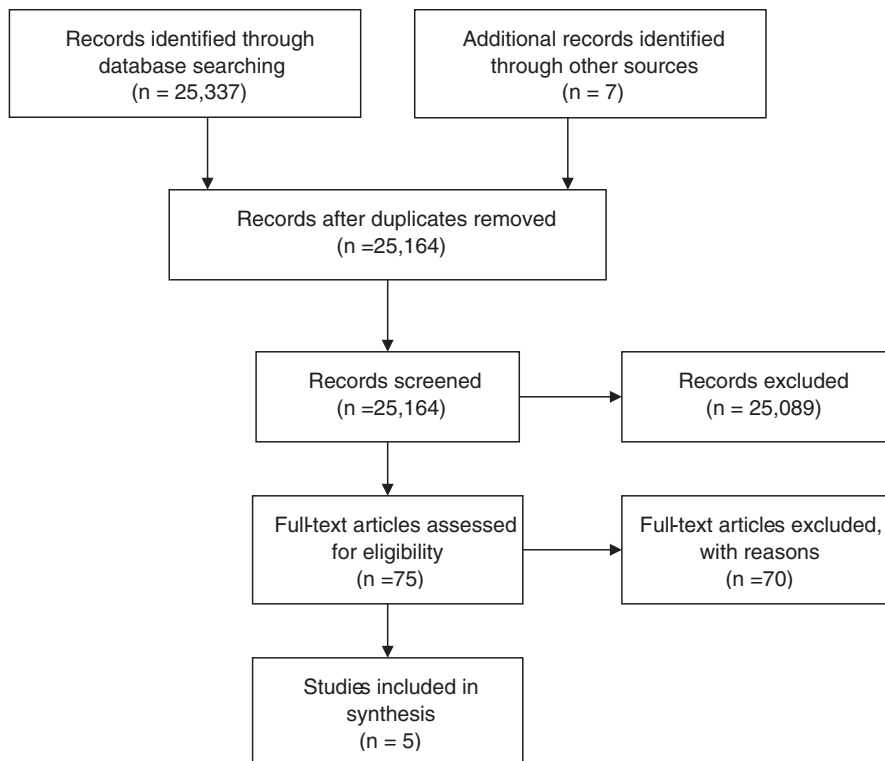 Records identified through
database searching
(n = 25,337)
Additional records identified
through other sources
(n = 7)
Records after duplicates removed
(n =25,164)
Records screened
(n =25,164)
Records excluded
(n = 25,089)
Full-text articles assessed
for eligibility
(n =75)
Full-text articles excluded,
with reasons
(n =70)
Studies included in
synthesis
(n = 5)